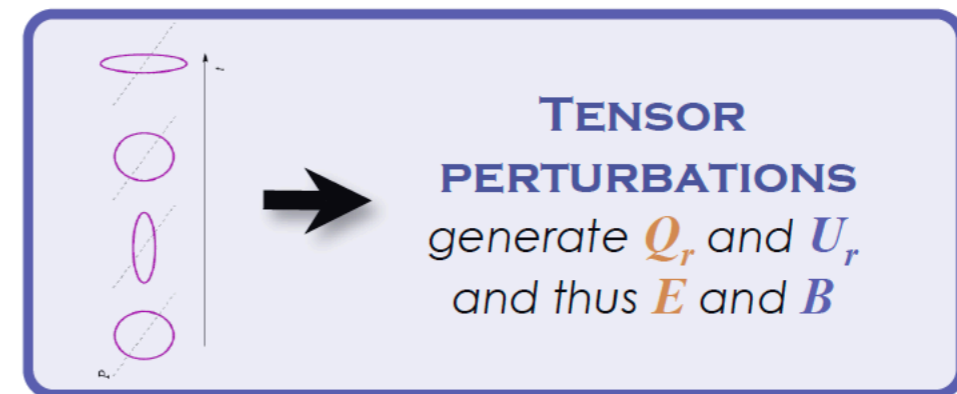 TENSOR
PERTURBATIONS
generate Qr and Ur
and thus E and B
P
t